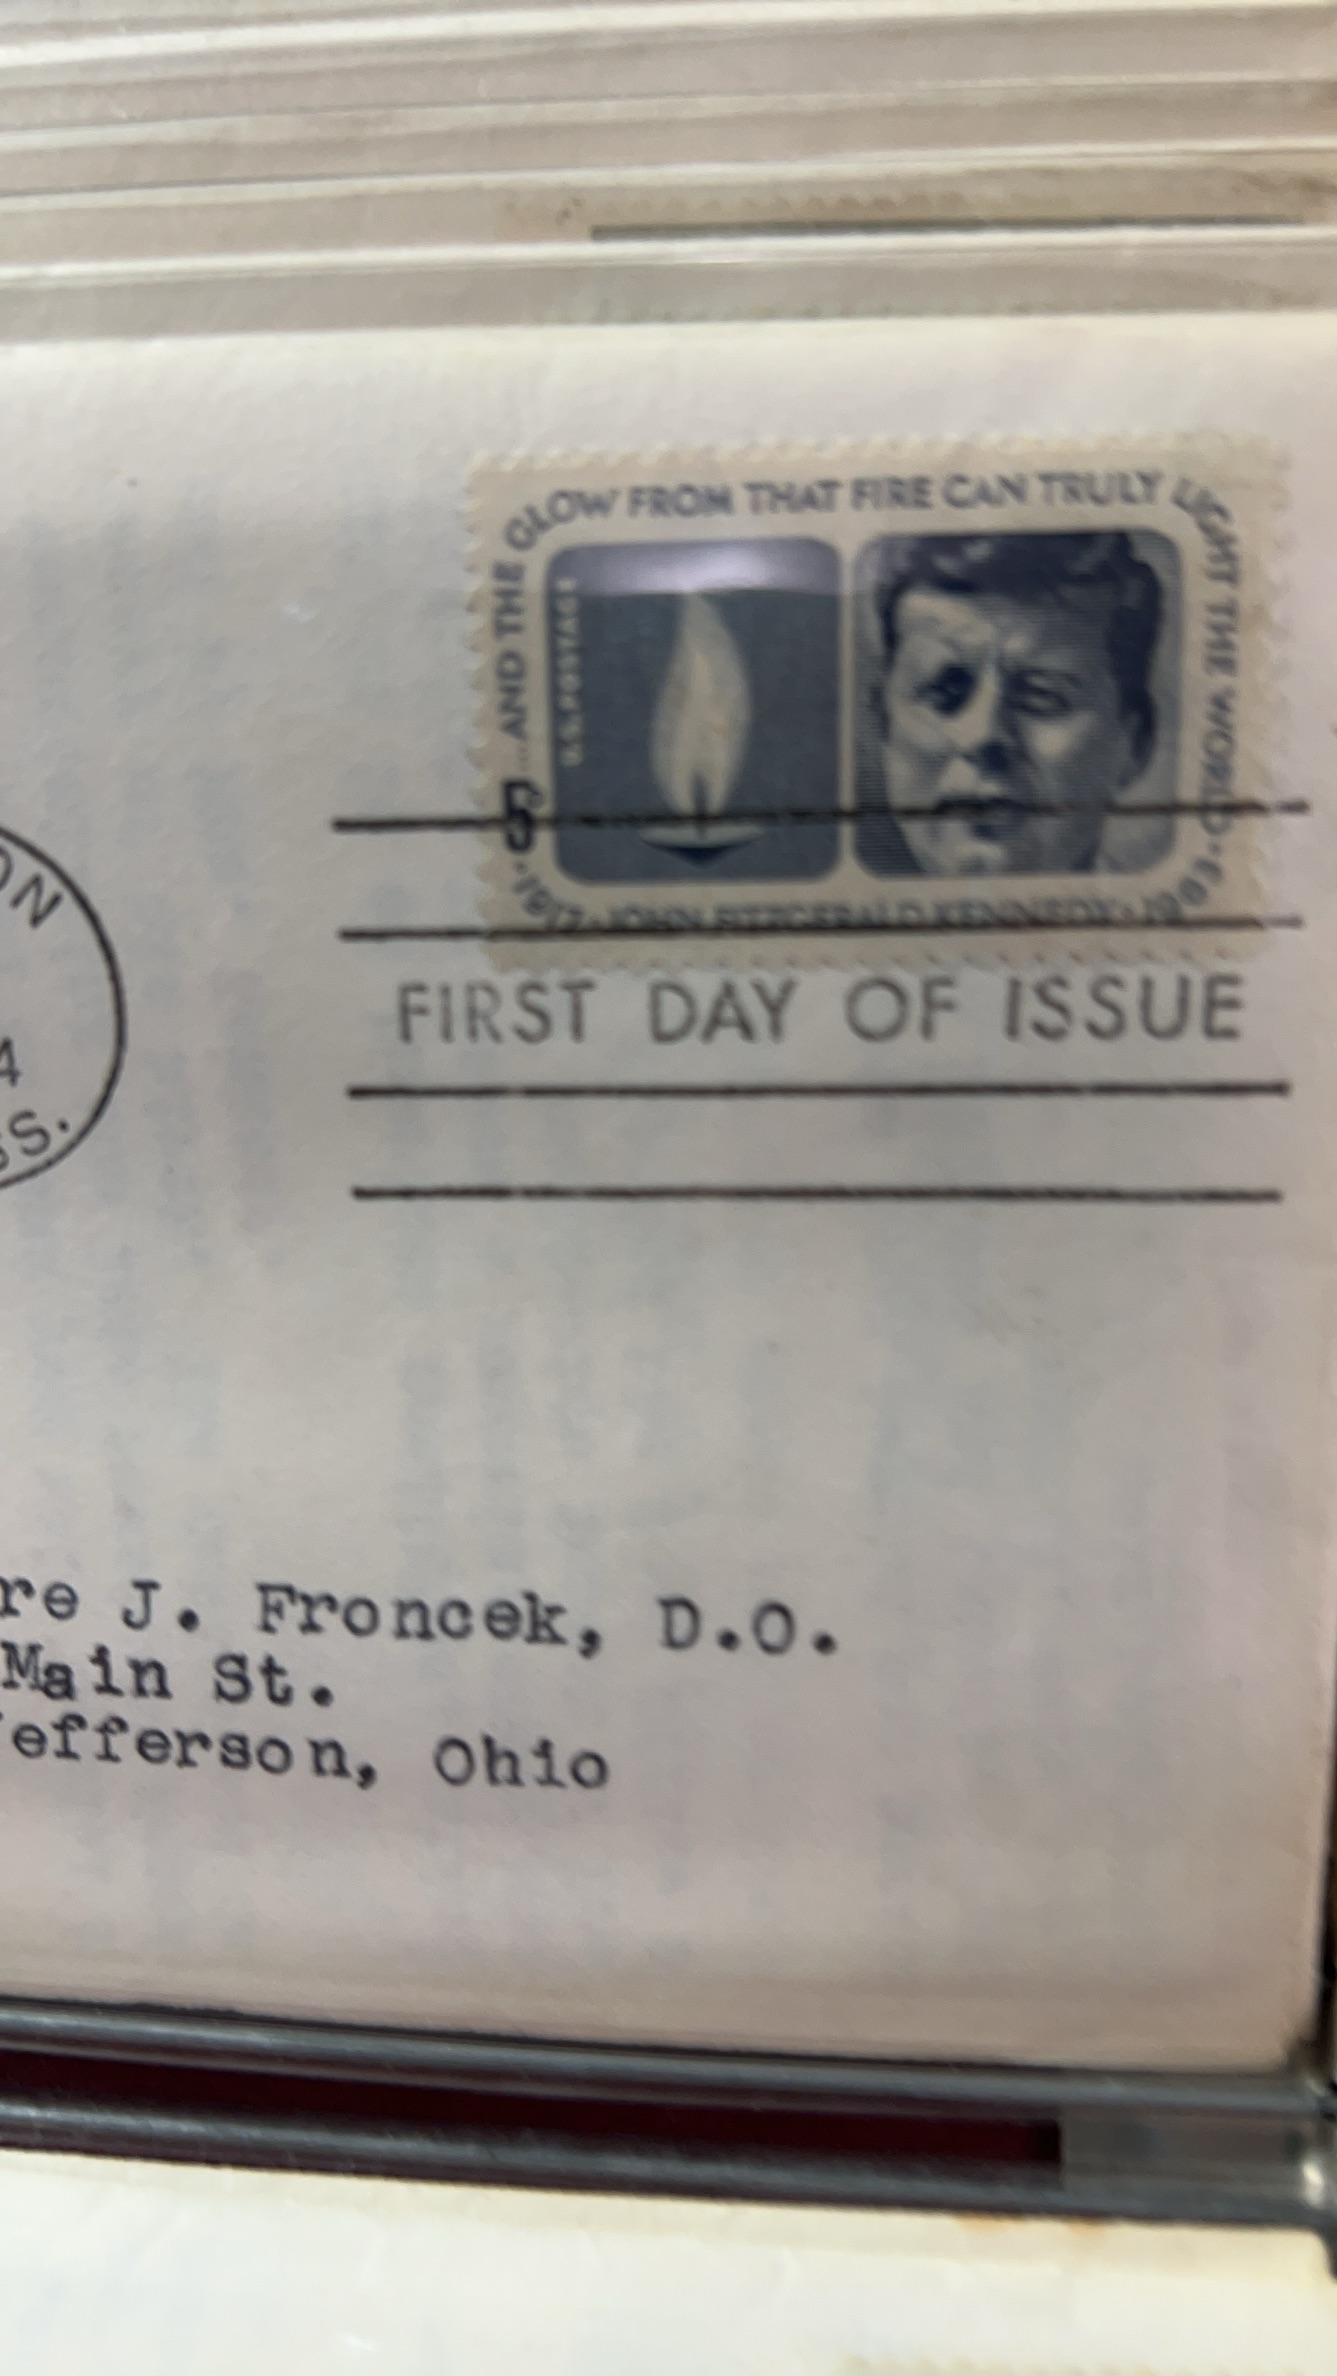 ...AND THE GLOW FROM THAT FIRE CAN TRULY LIGHT THE WORLD.
U.S. POSTAGE
5¢
1917 · JOHN FITZGERALD KENNEDY · 1963
ON
4
SS.
FIRST DAY OF ISSUE
re J. Froncek, D.O.
Main St.
efferson, Ohio